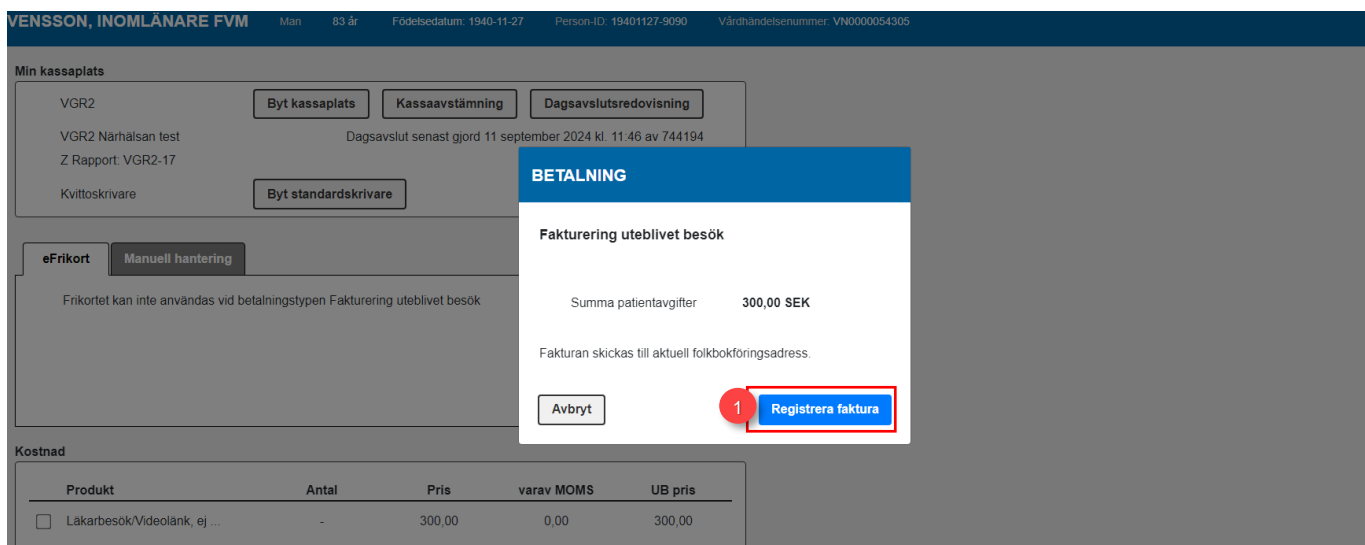 VENSSON, INOMLÄNARE FVM Man 83 år Födelsedatum: 1940-11-27 Person-ID: 19401127-9090 Vårdhändelsenummer: VN0000054305
Min kassaplats
VGR2 Byt kassaplats Kassaavstämning Dagsavslutsredovisning
VGR2 Närhälsan test Dagsavslut senast gjord 11 september 2024 kl. 11:46 av 744194
Z Rapport: VGR2-17
Kvittoskrivare Byt standardskrivare
BETALNING
Fakturering uteblivet besök
Summa patientavgifter 300,00 SEK
Fakturan skickas till aktuell folkbokföringsadress.
Avbryt 1 Registrera faktura
eFrikort Manuell hantering
Frikortet kan inte användas vid betalningstypen Fakturering uteblivet besök
Kostnad
Produkt Antal Pris varav MOMS UB pris
Läkarbesök/Videolänk, ej ... - 300,00 0,00 300,00